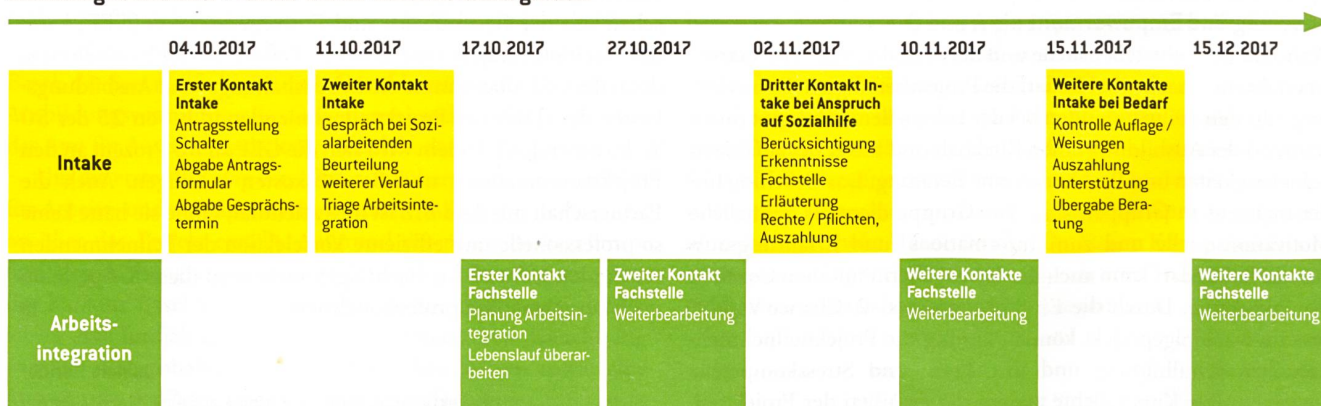 04.10.2017
11.10.2017
17.10.2017
27.10.2017
02.11.2017
10.11.2017
15.11.2017
15.12.2017
Intake
Erster Kontakt
Intake
Antragsstellung
Schalter
Abgabe Antrags-
formular
Abgabe Gesprächs-
termin
Zweiter Kontakt
Intake
Gespräch bei Sozi-
alarbeitenden
Beurteilung
weiterer Verlauf
Triage Arbeitsinte-
gration
Dritter Kontakt In-
take bei Anspruch
auf Sozialhilfe
Berücksichtigung
Erkenntnisse
Fachstelle
Erläuterung
Rechte / Pflichten,
Auszahlung
Weitere Kontakte
Intake bei Bedarf
Kontrolle Auflage /
Weisungen
Auszahlung
Unterstützung
Übergabe Bera-
tung
Arbeits-
integration
Erster Kontakt
Fachstelle
Planung Arbeitsin-
tegration
Lebenslauf überar-
beiten
Zweiter Kontakt
Fachstelle
Weiterbearbeitung
Weitere Kontakte
Fachstelle
Weiterbearbeitung
Weitere Kontakte
Fachstelle
Weiterbearbeitung